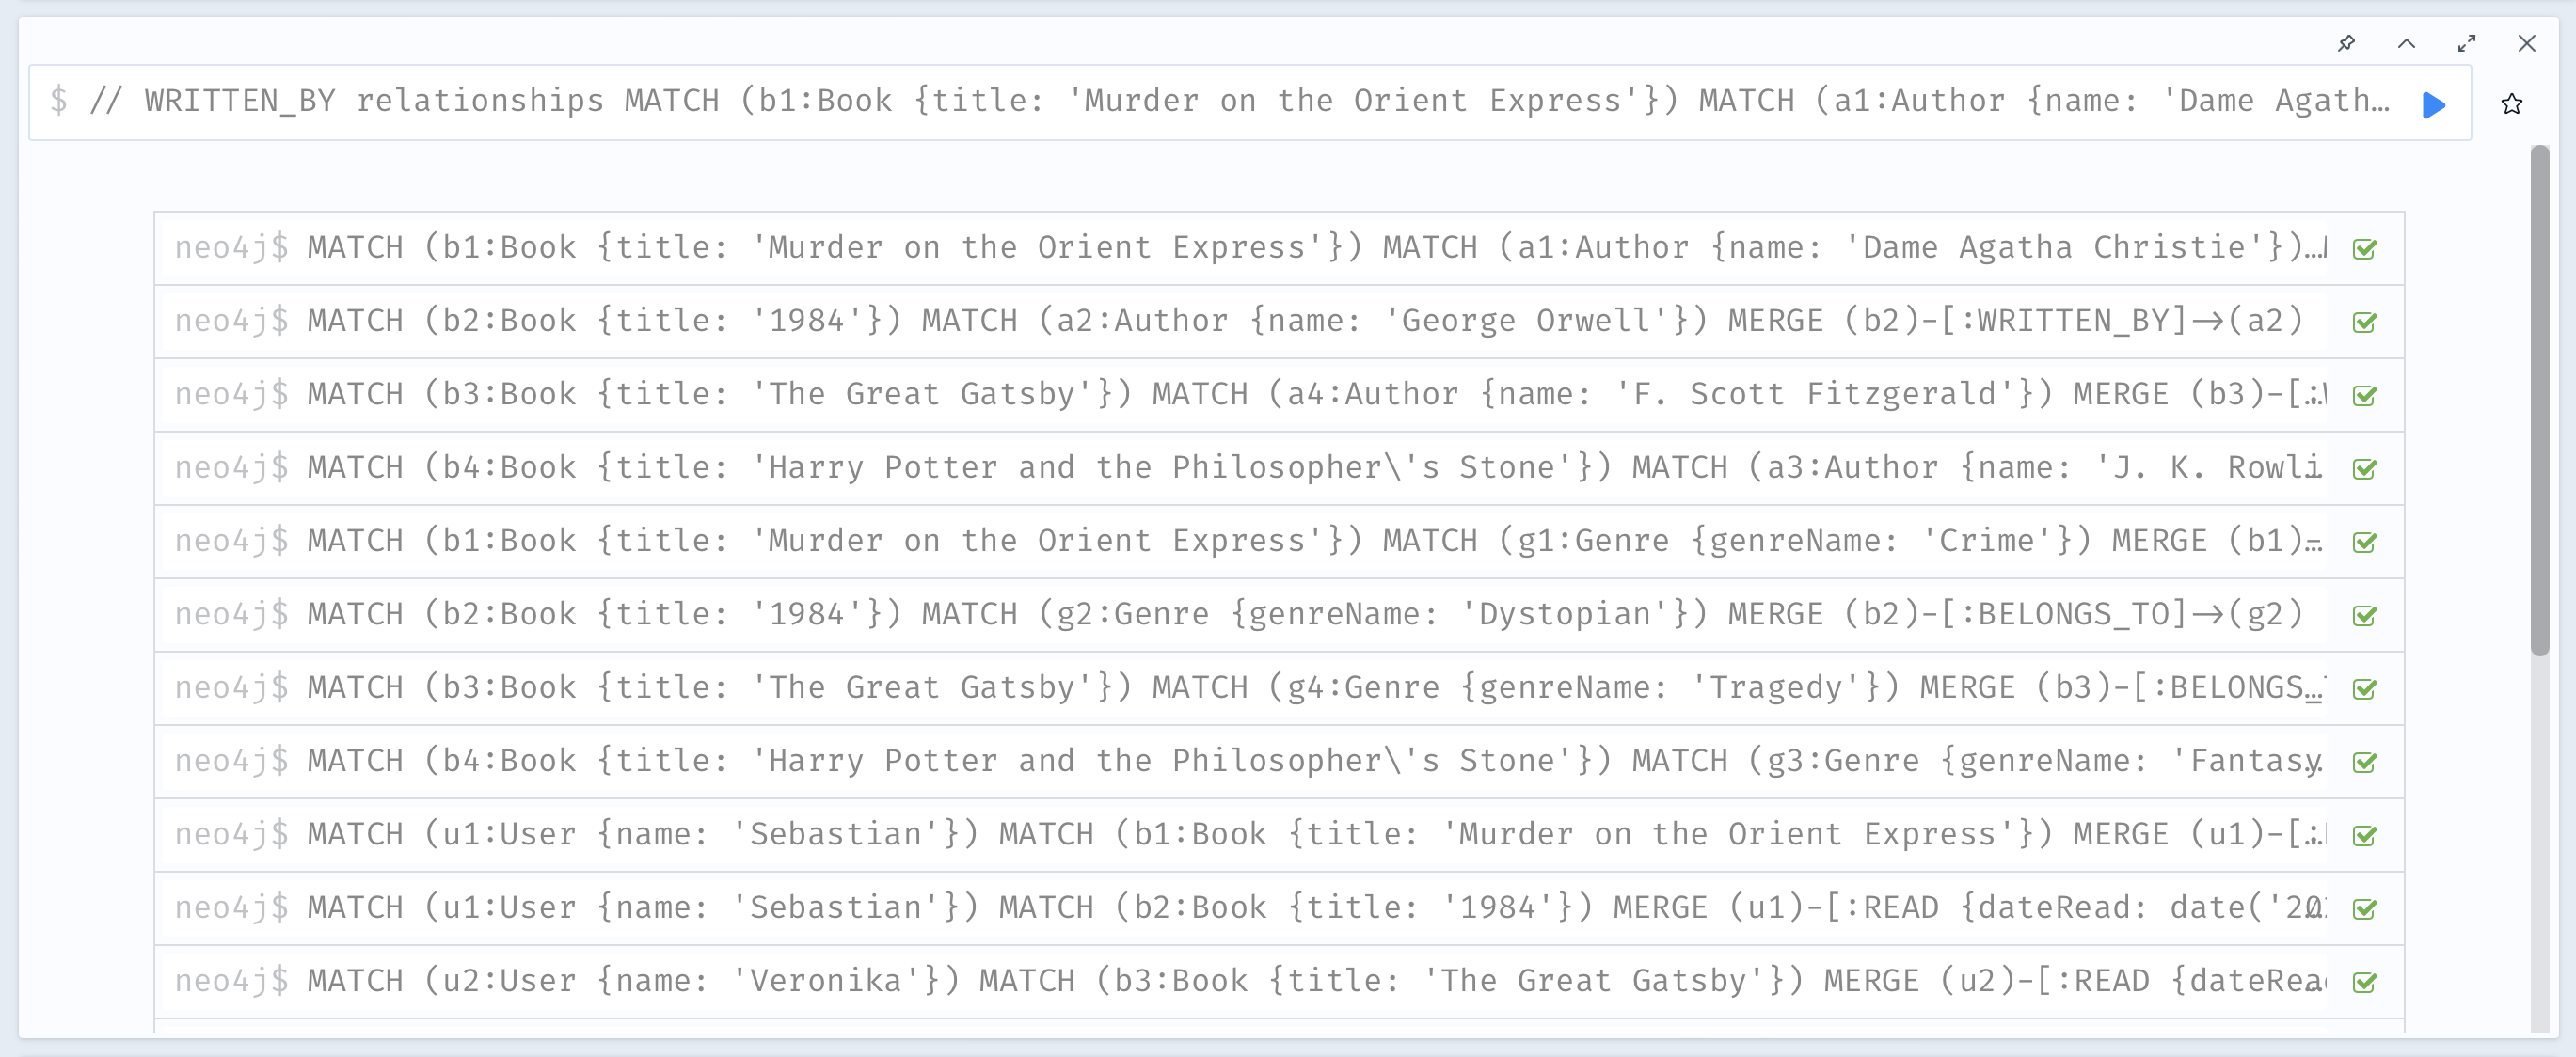 $ // WRITTEN_BY relationships MATCH (b1:Book {title: 'Murder on the Orient Express'}) MATCH (a1:Author {name: 'Dame Agath…
neo4j$ MATCH (b1:Book {title: 'Murder on the Orient Express'}) MATCH (a1:Author {name: 'Dame Agatha Christie'})…
neo4j$ MATCH (b2:Book {title: '1984'}) MATCH (a2:Author {name: 'George Orwell'}) MERGE (b2)-[:WRITTEN_BY]->(a2)
neo4j$ MATCH (b3:Book {title: 'The Great Gatsby'}) MATCH (a4:Author {name: 'F. Scott Fitzgerald'}) MERGE (b3)-[:…
neo4j$ MATCH (b4:Book {title: 'Harry Potter and the Philosopher\'s Stone'}) MATCH (a3:Author {name: 'J. K. Rowli…
neo4j$ MATCH (b1:Book {title: 'Murder on the Orient Express'}) MATCH (g1:Genre {genreName: 'Crime'}) MERGE (b1)-…
neo4j$ MATCH (b2:Book {title: '1984'}) MATCH (g2:Genre {genreName: 'Dystopian'}) MERGE (b2)-[:BELONGS_TO]->(g2)
neo4j$ MATCH (b3:Book {title: 'The Great Gatsby'}) MATCH (g4:Genre {genreName: 'Tragedy'}) MERGE (b3)-[:BELONGS_…
neo4j$ MATCH (b4:Book {title: 'Harry Potter and the Philosopher\'s Stone'}) MATCH (g3:Genre {genreName: 'Fantasy…
neo4j$ MATCH (u1:User {name: 'Sebastian'}) MATCH (b1:Book {title: 'Murder on the Orient Express'}) MERGE (u1)-[:…
neo4j$ MATCH (u1:User {name: 'Sebastian'}) MATCH (b2:Book {title: '1984'}) MERGE (u1)-[:READ {dateRead: date('20…
neo4j$ MATCH (u2:User {name: 'Veronika'}) MATCH (b3:Book {title: 'The Great Gatsby'}) MERGE (u2)-[:READ {dateRea…